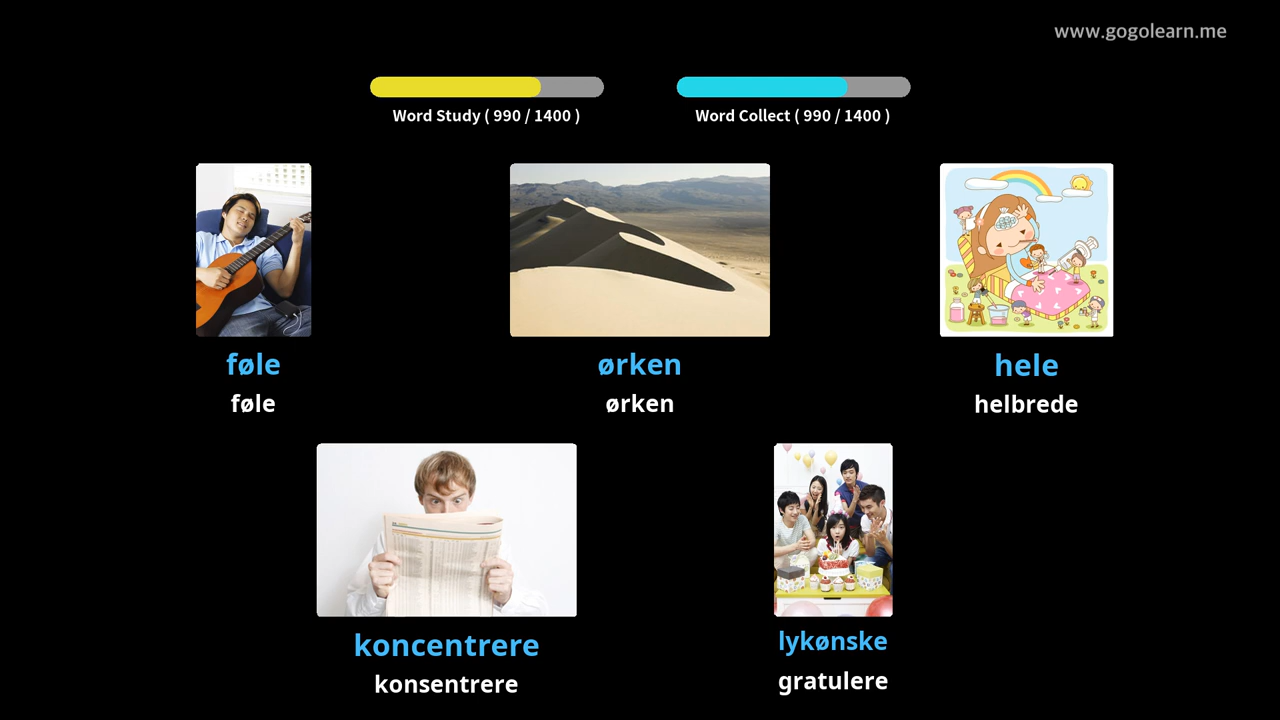 www.gogolearn.me
Word Study ( 990 / 1400 )
Word Collect ( 990 / 1400 )
føle
ørken
hele
føle
ørken
helbrede
koncentrere
lykønske
konsentrere
gratulere